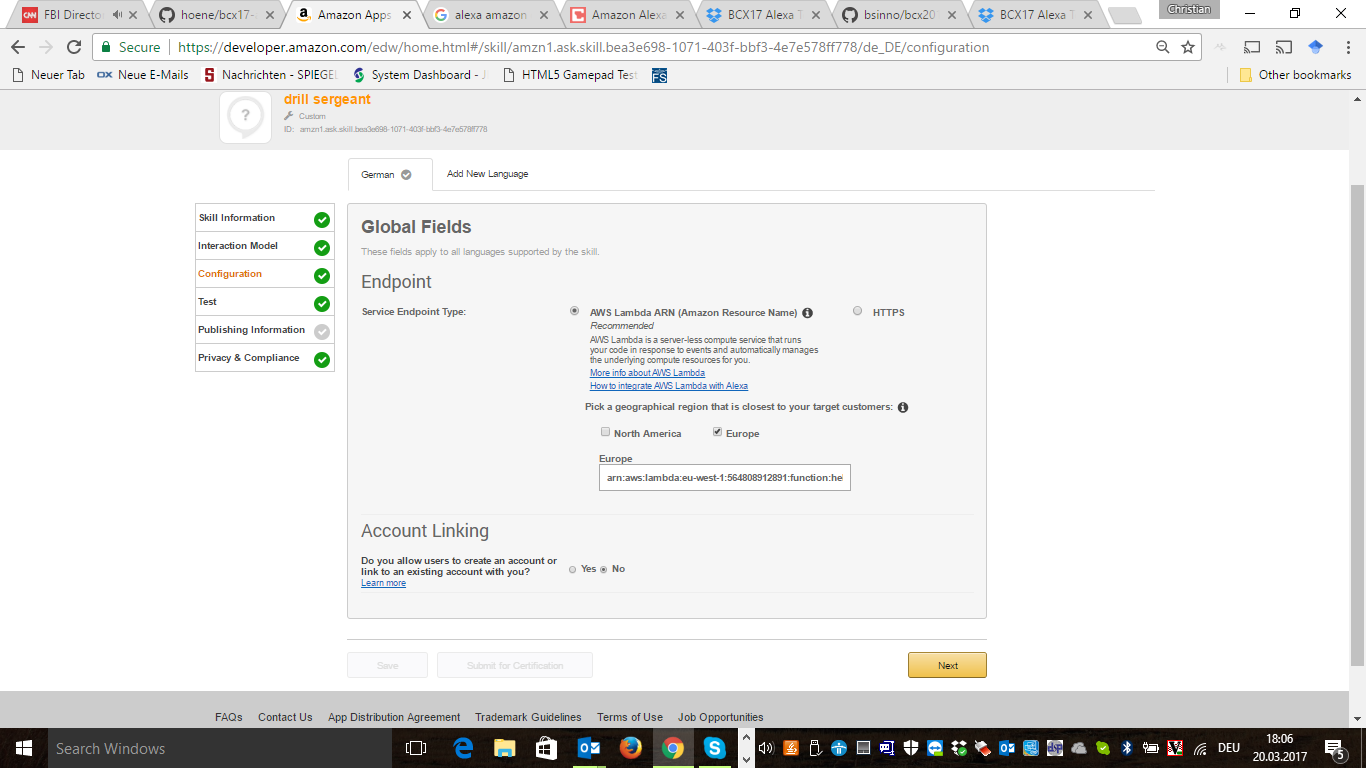 Christian
FBI Directo
hoene/bcx17-
Amazon Apps
alexa amazon
Amazon Alexa
BCX17 Alexa T
bsinno/bcx20
BCX17 Alexa T
Secure
https://developer.amazon.com/edw/home.html#/skill/amzn1.ask.skill.bea3e698-1071-403f-bbf3-4e7e578ff778/de_DE/configuration
Neuer Tab
Neue E-Mails
Nachrichten - SPIEGEL
System Dashboard -
HTML5 Gamepad Test
Other bookmarks
drill sergeant
Custom
ID: amzn1.ask.skill.bea3e698-1071-403f-bbf3-4e7e578ff778
German
Add New Language
Skill Information
Interaction Model
Configuration
Test
Publishing Information
Privacy & Compliance
Global Fields
These fields apply to all languages supported by the skill.
Endpoint
Service Endpoint Type:
AWS Lambda ARN (Amazon Resource Name)
HTTPS
Recommended
AWS Lambda is a server-less compute service that runs
your code in response to events and automatically manages
the underlying compute resources for you.
More info about AWS Lambda
How to integrate AWS Lambda with Alexa
Pick a geographical region that is closest to your target customers:
North America
Europe
Europe
arn:aws:lambda:eu-west-1:564808912891:function:hel
Account Linking
Do you allow users to create an account or
link to an existing account with you?
Yes
No
Learn more
Save
Submit for Certification
Next
FAQs
Contact Us
App Distribution Agreement
Trademark Guidelines
Terms of Use
Job Opportunities
Search Windows
DEU
18:06
20.03.2017
5